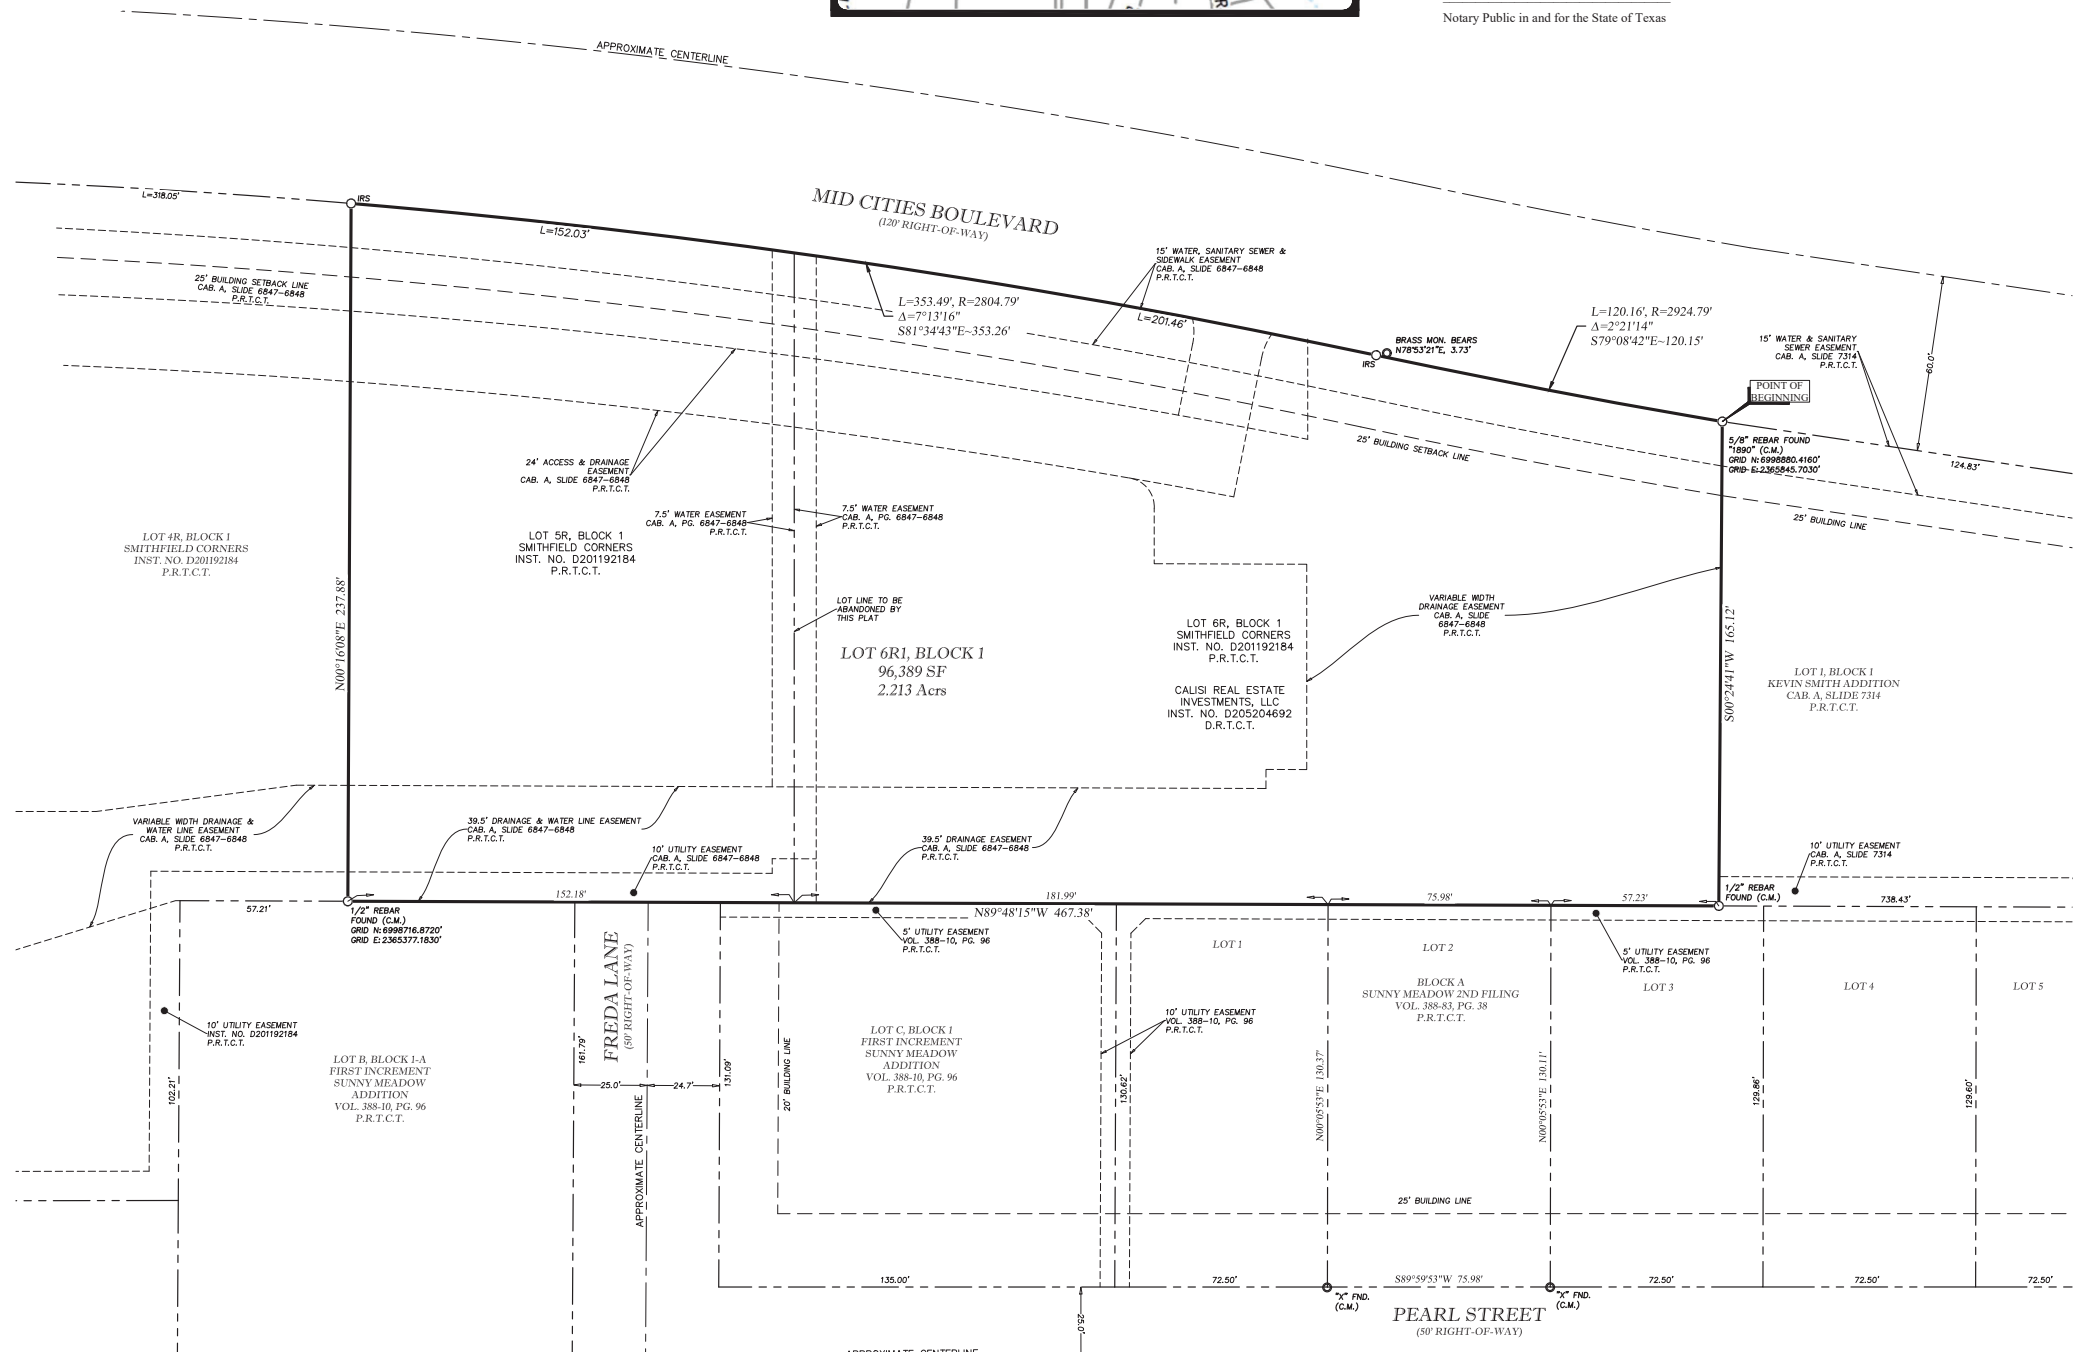 Notary Public in and for the State of Texas
APPROXIMATE CENTERLINE
L=318.05'
IRS
MID CITIES BOULEVARD
(120' RIGHT-OF-WAY)
L=152.03'
15' WATER, SANITARY SEWER &
SIDEWALK EASEMENT
CAB. A, SLIDE 6847-6848
P.R.T.C.T.
25' BUILDING SETBACK LINE
CAB. A, SLIDE 6847-6848
P.R.T.C.T.
L=353.49', R=2804.79'
Δ=7°13'16"
S81°34'43"E~353.26'
L=201.46'
L=120.16', R=2924.79'
Δ=2°21'14"
S79°08'42"E~120.15'
BRASS MON. BEARS
N78°53'21"E, 3.73'
IRS
15' WATER & SANITARY
SEWER EASEMENT
CAB. A, SLIDE 7314
P.R.T.C.T.
60.0'
POINT OF
BEGINNING
5/8" REBAR FOUND
"1890" (C.M.)
GRID N:6998880.4160'
GRID E:2365845.7030'
124.83'
25' BUILDING SETBACK LINE
25' BUILDING LINE
24' ACCESS & DRAINAGE
EASEMENT
CAB. A, SLIDE 6847-6848
P.R.T.C.T.
7.5' WATER EASEMENT
CAB. A, PG. 6847-6848
P.R.T.C.T.
7.5' WATER EASEMENT
CAB. A, PG. 6847-6848
P.R.T.C.T.
LOT 4R, BLOCK 1
SMITHFIELD CORNERS
INST. NO. D201192184
P.R.T.C.T.
LOT 5R, BLOCK 1
SMITHFIELD CORNERS
INST. NO. D201192184
P.R.T.C.T.
N00°16'08"E 237.88'
LOT LINE TO BE
ABANDONED BY
THIS PLAT
LOT 6R1, BLOCK 1
96,389 SF
2.213 Acrs
LOT 6R, BLOCK 1
SMITHFIELD CORNERS
INST. NO. D201192184
P.R.T.C.T.
CALISI REAL ESTATE
INVESTMENTS, LLC
INST. NO. D205204692
D.R.T.C.T.
VARIABLE WIDTH
DRAINAGE EASEMENT
CAB. A, SLIDE
6847-6848
P.R.T.C.T.
S00°24'41"W 165.12'
LOT 1, BLOCK 1
KEVIN SMITH ADDITION
CAB. A, SLIDE 7314
P.R.T.C.T.
VARIABLE WIDTH DRAINAGE &
WATER LINE EASEMENT
CAB. A, SLIDE 6847-6848
P.R.T.C.T.
39.5' DRAINAGE & WATER LINE EASEMENT
CAB. A, SLIDE 6847-6848
P.R.T.C.T.
10' UTILITY EASEMENT
CAB. A, SLIDE 6847-6848
P.R.T.C.T.
39.5' DRAINAGE EASEMENT
CAB. A, SLIDE 6847-6848
P.R.T.C.T.
10' UTILITY EASEMENT
CAB. A, SLIDE 7314
P.R.T.C.T.
57.21'
152.18'
181.99'
75.98'
57.23'
738.43'
1/2" REBAR
FOUND (C.M.)
GRID N:6998716.8720'
GRID E:2365377.1830'
N89°48'15"W 467.38'
1/2" REBAR
FOUND (C.M.)
5' UTILITY EASEMENT
VOL. 388-10, PG. 96
P.R.T.C.T.
5' UTILITY EASEMENT
VOL. 388-10, PG. 96
P.R.T.C.T.
LOT 1
LOT 2
LOT 3
LOT 4
LOT 5
BLOCK A
SUNNY MEADOW 2ND FILING
VOL. 388-83, PG. 38
P.R.T.C.T.
FREDA LANE
(50' RIGHT-OF-WAY)
10' UTILITY EASEMENT
INST. NO. D201192184
P.R.T.C.T.
10' UTILITY EASEMENT
VOL. 388-10, PG. 96
P.R.T.C.T.
LOT B, BLOCK 1-A
FIRST INCREMENT
SUNNY MEADOW
ADDITION
VOL. 388-10, PG. 96
P.R.T.C.T.
LOT C, BLOCK 1
FIRST INCREMENT
SUNNY MEADOW
ADDITION
VOL. 388-10, PG. 96
P.R.T.C.T.
102.21'
161.79'
25.0'
24.7'
131.09'
20' BUILDING LINE
130.62'
N00°05'53"E 130.37'
N00°05'53"E 130.11'
129.86'
129.60'
APPROXIMATE CENTERLINE
25' BUILDING LINE
135.00'
72.50'
S89°59'53"W 75.98'
72.50'
72.50'
72.50'
"X" FND.
(C.M.)
"X" FND.
(C.M.)
25.0'
PEARL STREET
(50' RIGHT-OF-WAY)
APPROXIMATE CENTERLINE